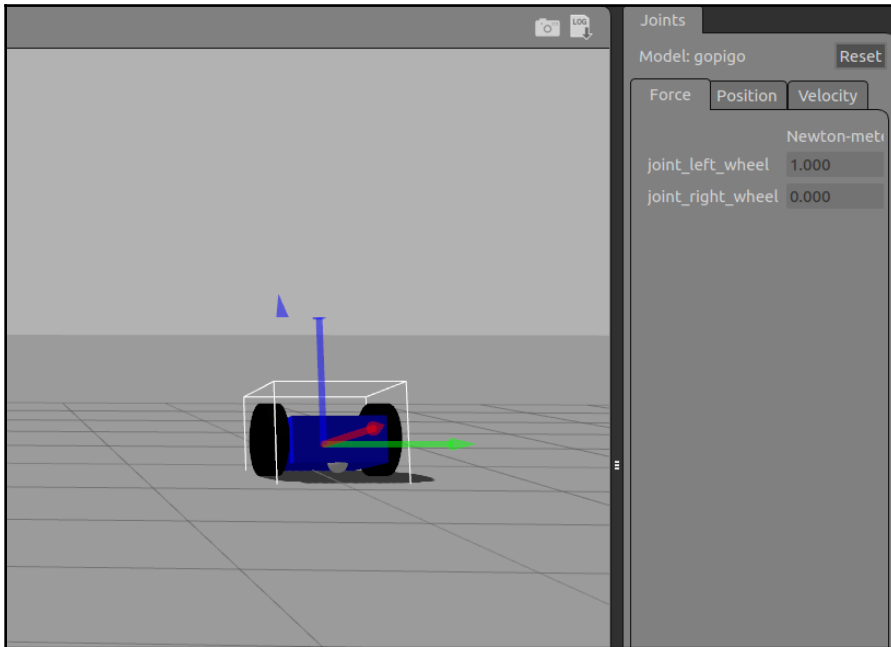 LOG
Joints
Model: gopigo Reset
Force Position Velocity
Newton-mete
joint_left_wheel 1.000
joint_right_wheel 0.000